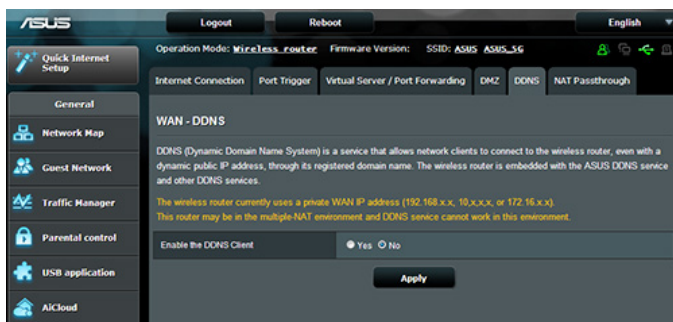 ASUS
Logout
Reboot
English
Quick Internet Setup
Operation Mode: Wireless router Firmware Version: SSID: ASUS ASUS_5G
Internet Connection
Port Trigger
Virtual Server / Port Forwarding
DMZ
DDNS
NAT Passthrough
General
Network Map
Guest Network
Traffic Manager
Parental control
USB application
AiCloud
WAN - DDNS
DDNS (Dynamic Domain Name System) is a service that allows network clients to connect to the wireless router, even with a
dynamic public IP address, through its registered domain name. The wireless router is embedded with the ASUS DDNS service
and other DDNS services.
The wireless router currently uses a private WAN IP address (192.168.x.x, 10,x,x,x, or 172.16.x.x).
This router may be in the multiple-NAT environment and DDNS service cannot work in this environment.
Enable the DDNS Client
Yes No
Apply